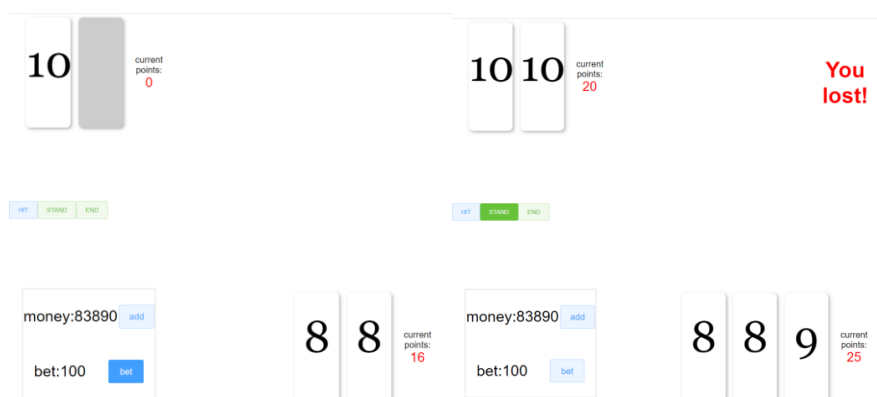 10
current
points:
0
HIT STAND END
money:83890 add
bet:100 bet
8 8
current
points:
16
10 10
current
points:
20
You
lost!
HIT STAND END
money:83890 add
bet:100 bet
8 8 9
current
points:
25